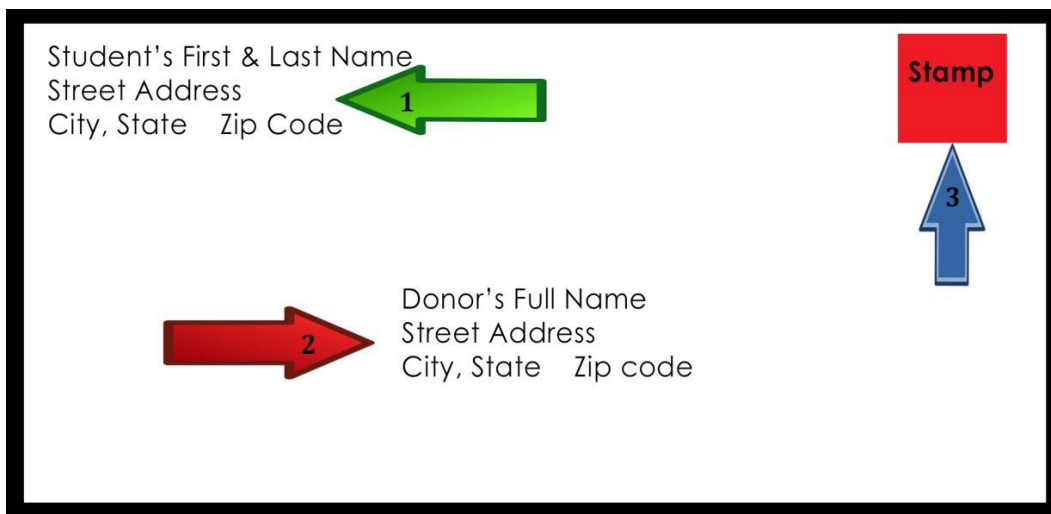 Student's First & Last Name
Street Address
City, State Zip Code
1
Stamp
3
2
Donor's Full Name
Street Address
City, State Zip code